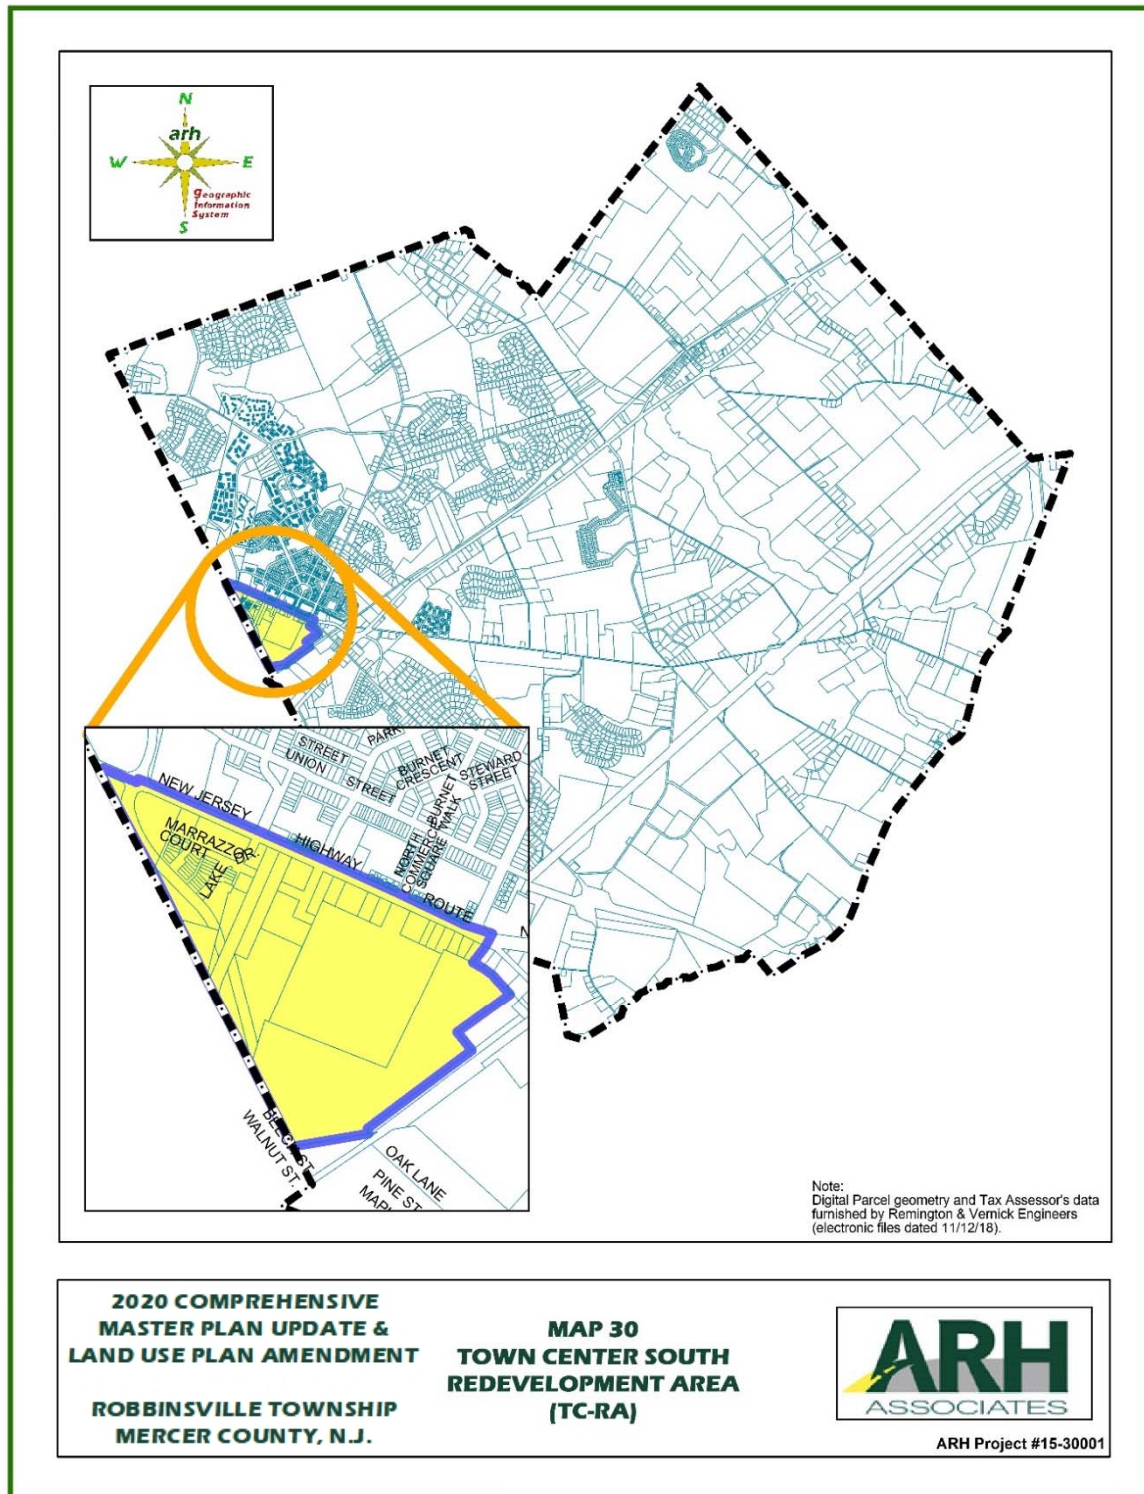 N
arh
W
E
geographic
Information
System
S
PARK
STREET
UNION
STREET
BURNET
CRESCENT
STEWARD
STREET
BURNET
WALK
NEW JERSEY
HIGHWAY
ROUTE
NORTH
COMMERCE
SQUARE
MARRAZZO
DR.
COURT
LAKE
N
WALNUT ST.
OAK LANE
PINE ST.
Note:
Digital Parcel geometry and Tax Assessor's data
furnished by Remington & Vernick Engineers
(electronic files dated 11/12/18).
2020 COMPREHENSIVE
MASTER PLAN UPDATE &
LAND USE PLAN AMENDMENT
ROBBINSVILLE TOWNSHIP
MERCER COUNTY, N.J.
MAP 30
TOWN CENTER SOUTH
REDEVELOPMENT AREA
(TC-RA)
ARH
ASSOCIATES
ARH Project #15-30001